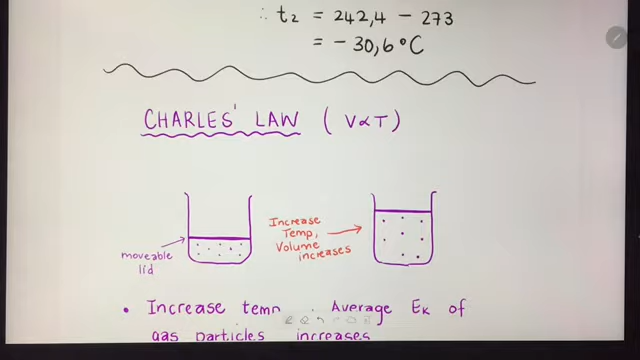 ∴ t₂ = 242,4 - 273
= -30,6°C
CHARLES' LAW (V∝T)
Increase
Temp,
Volume
increases
moveable
lid
• Increase temp . Average Ek of
gas particles increases